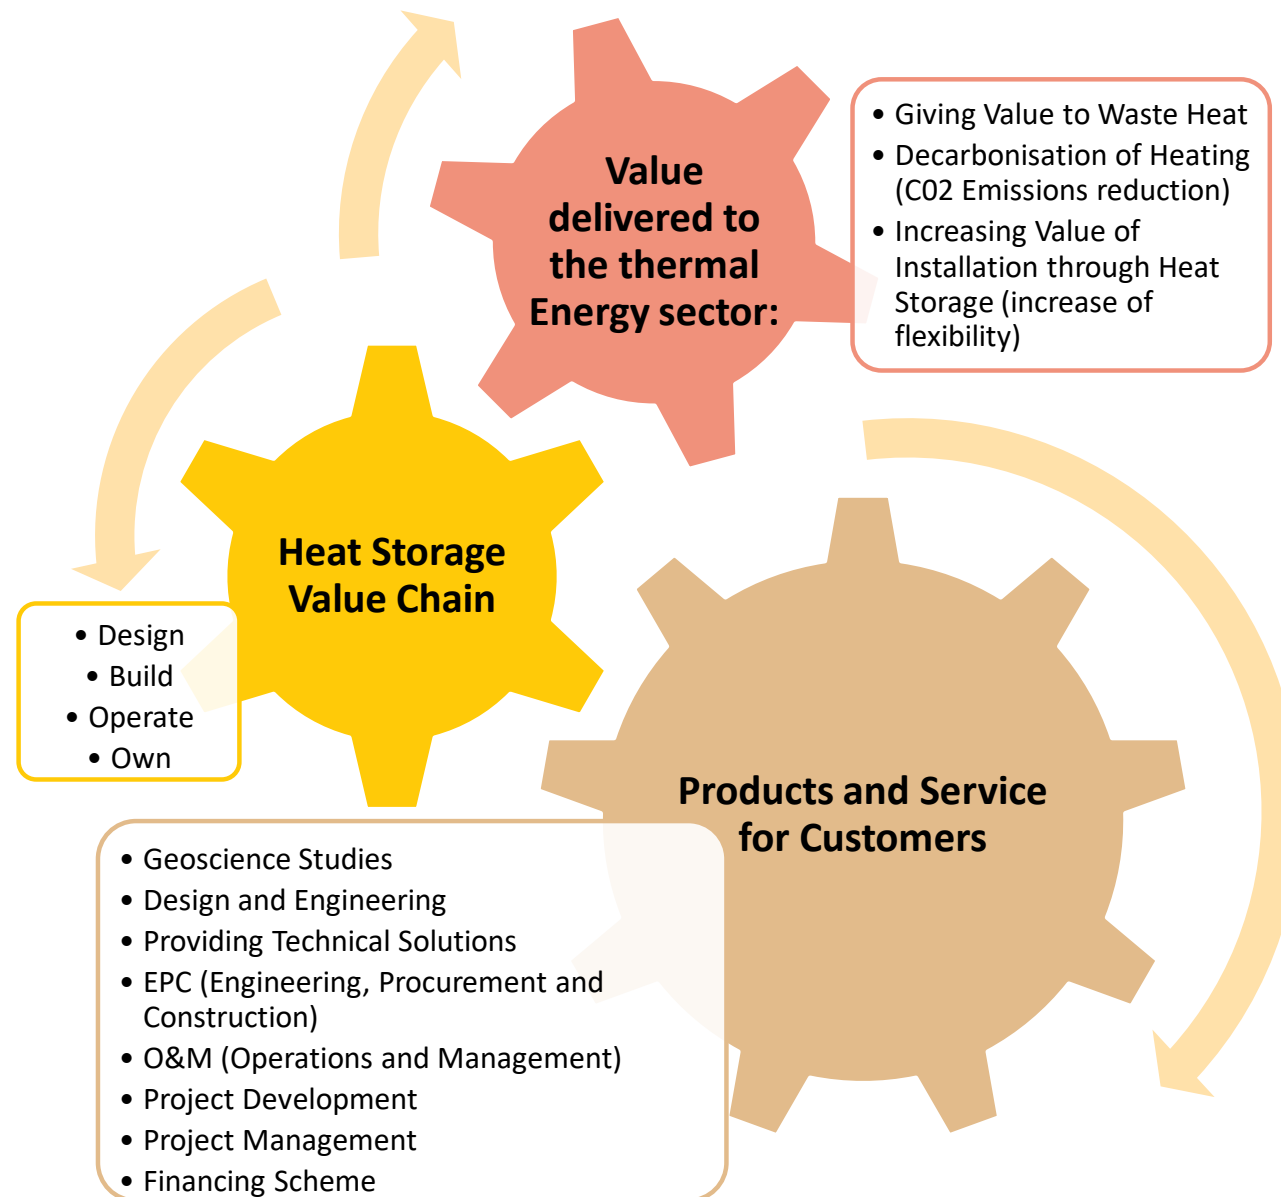 Value
delivered to
the thermal
Energy sector:
• Giving Value to Waste Heat
• Decarbonisation of Heating
(C02 Emissions reduction)
• Increasing Value of
Installation through Heat
Storage (increase of
flexibility)
Heat Storage
Value Chain
• Design
• Build
• Operate
• Own
Products and Service
for Customers
• Geoscience Studies
• Design and Engineering
• Providing Technical Solutions
• EPC (Engineering, Procurement and
Construction)
• O&M (Operations and Management)
• Project Development
• Project Management
• Financing Scheme